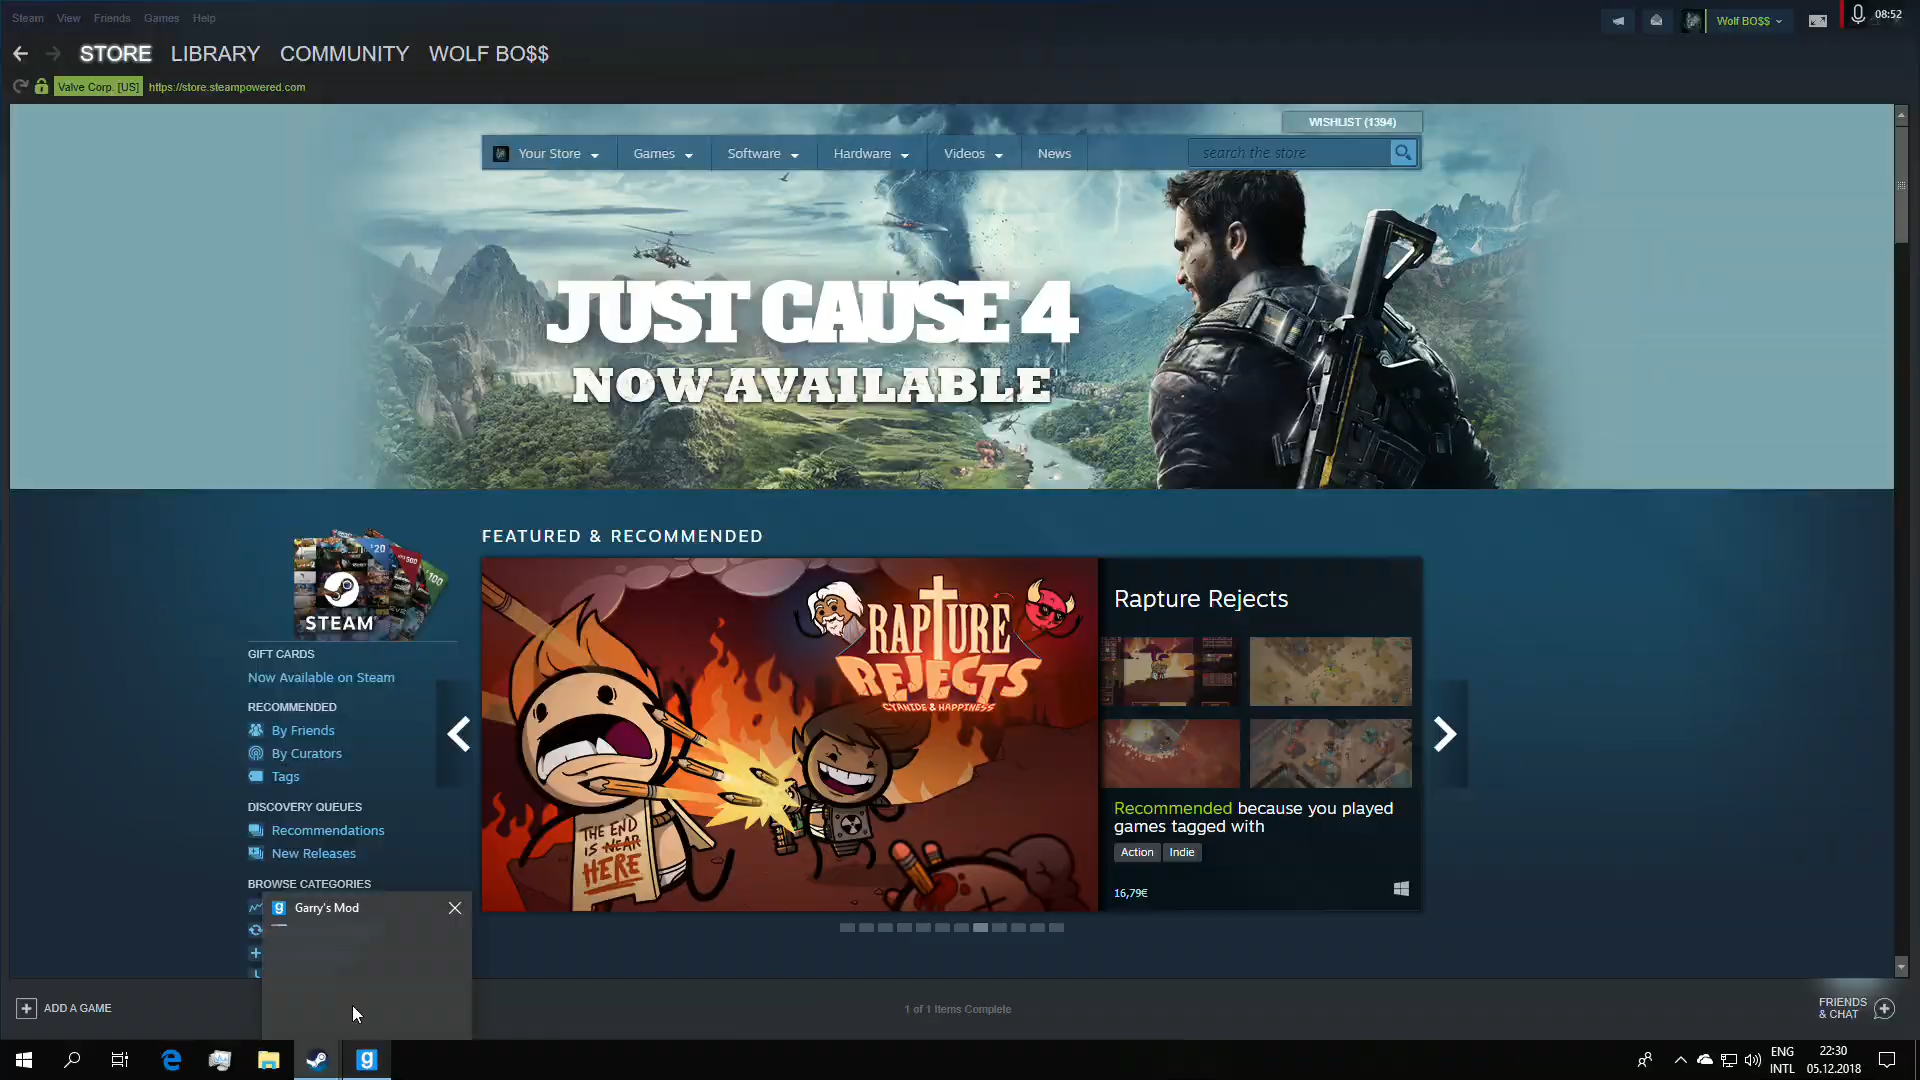 Steam View Friends Games Help
Wolf BO$$
08:52
STORE LIBRARY COMMUNITY WOLF BO$$
Valve Corp. [US] https://store.steampowered.com
WISHLIST (1394)
Your Store Games Software Hardware Videos News search the store
JUST CAUSE 4
NOW AVAILABLE
$20
$100
STEAM
FEATURED & RECOMMENDED
GIFT CARDS
Now Available on Steam
RECOMMENDED
By Friends
By Curators
Tags
DISCOVERY QUEUES
Recommendations
New Releases
BROWSE CATEGORIES
RAPTURE
REJECTS
CYANIDE & HAPPINESS
THE END
IS NEAR
HERE
Rapture Rejects
Recommended because you played
games tagged with
Action Indie
16,79€
g Garry's Mod
ADD A GAME
1 of 1 Items Complete
FRIENDS
& CHAT
g
ENG
INTL
22:30
05.12.2018